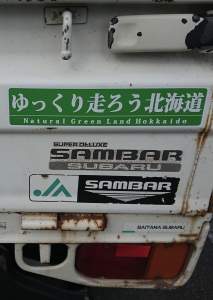 ゆっくり走ろう北海道
Natural Green Land Hokkaido
SUPER DELUXE
SAMBAR
SUBARU
JA
SAMBAR
SAITAMA SUBARU